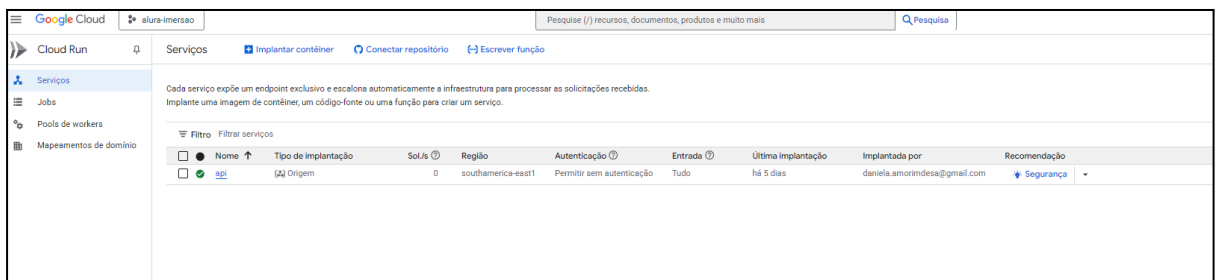 Google Cloud alura-imersao Pesquise (/) recursos, documentos, produtos e muito mais Pesquisa
Cloud Run Serviços Implantar contêiner Conectar repositório Escrever função
Serviços
Jobs
Pools de workers
Mapeamentos de domínio
Cada serviço expõe um endpoint exclusivo e escalona automaticamente a infraestrutura para processar as solicitações recebidas.
Implante uma imagem de contêiner, um código-fonte ou uma função para criar um serviço.
Filtro Filtrar serviços
Nome Tipo de implantação Sol./s Região Autenticação Entrada Última implantação Implantada por Recomendação
api Origem 0 southamerica-east1 Permitir sem autenticação Tudo há 5 dias daniela.amorimdesa@gmail.com Segurança